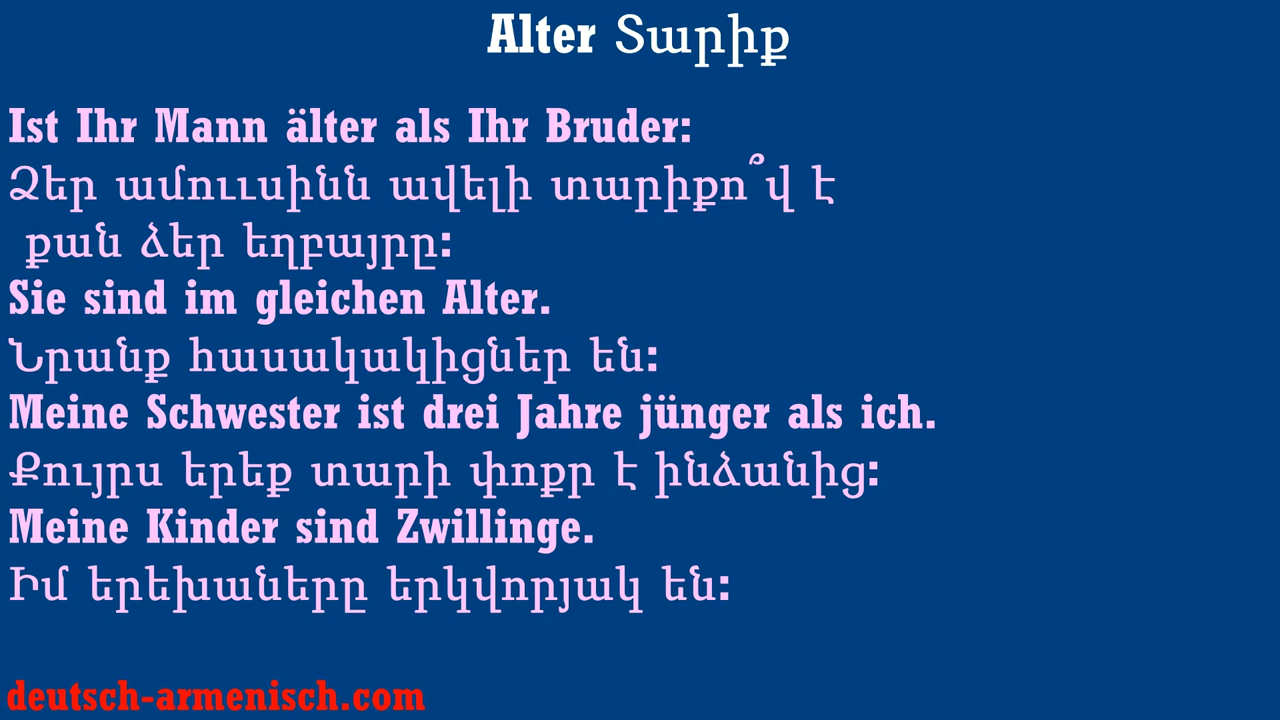 Alter Տարիք
Ist Ihr Mann älter als Ihr Bruder:
Ձեր ամուււսինն ավելի տարիքո՞վ է
քան ձեր եղբայրը:
Sie sind im gleichen Alter.
Նրանք հասակակիցներ են:
Meine Schwester ist drei Jahre jünger als ich.
Քույրս երեք տարի փոքր է ինձանից:
Meine Kinder sind Zwillinge.
Իմ երեխաները երկվորյակ են:
deutsch-armenisch.com